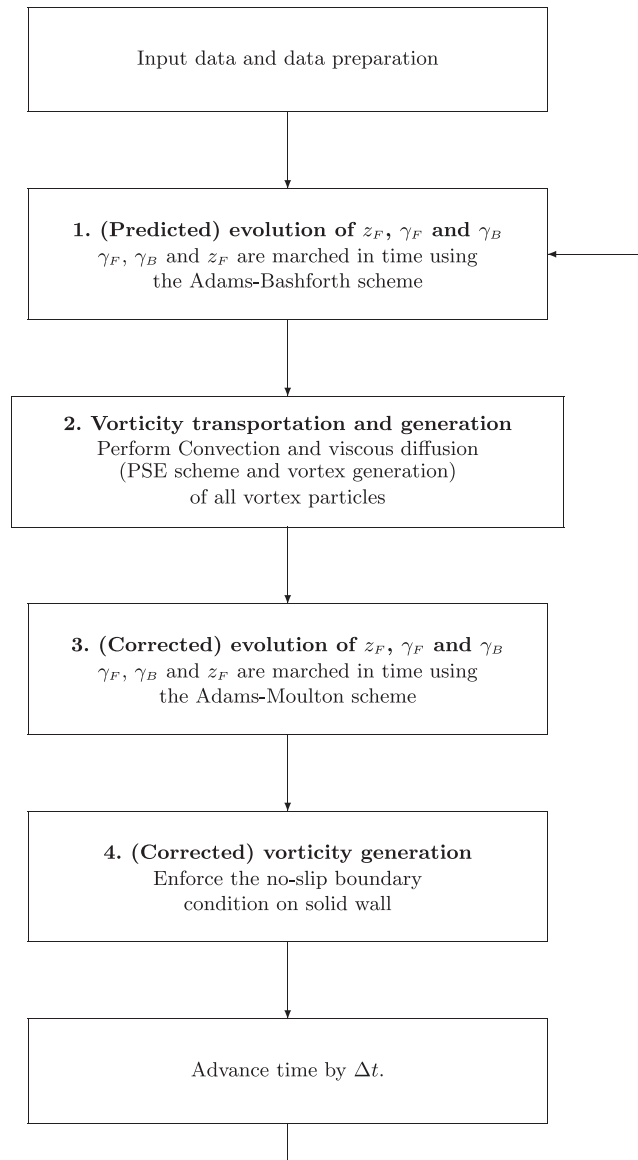 Input data and data preparation
1. (Predicted) evolution of z_F, γ_F and γ_B
γ_F, γ_B and z_F are marched in time using
the Adams-Bashforth scheme
2. Vorticity transportation and generation
Perform Convection and viscous diffusion
(PSE scheme and vortex generation)
of all vortex particles
3. (Corrected) evolution of z_F, γ_F and γ_B
γ_F, γ_B and z_F are marched in time using
the Adams-Moulton scheme
4. (Corrected) vorticity generation
Enforce the no-slip boundary
condition on solid wall
Advance time by Δt.